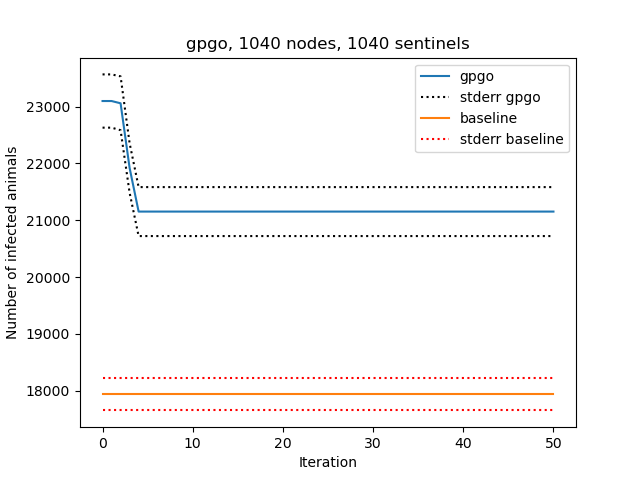 gpgo, 1040 nodes, 1040 sentinels
gpgo
stderr gpgo
baseline
stderr baseline
Number of infected animals
23000
22000
21000
20000
19000
18000
0 10 20 30 40 50
Iteration